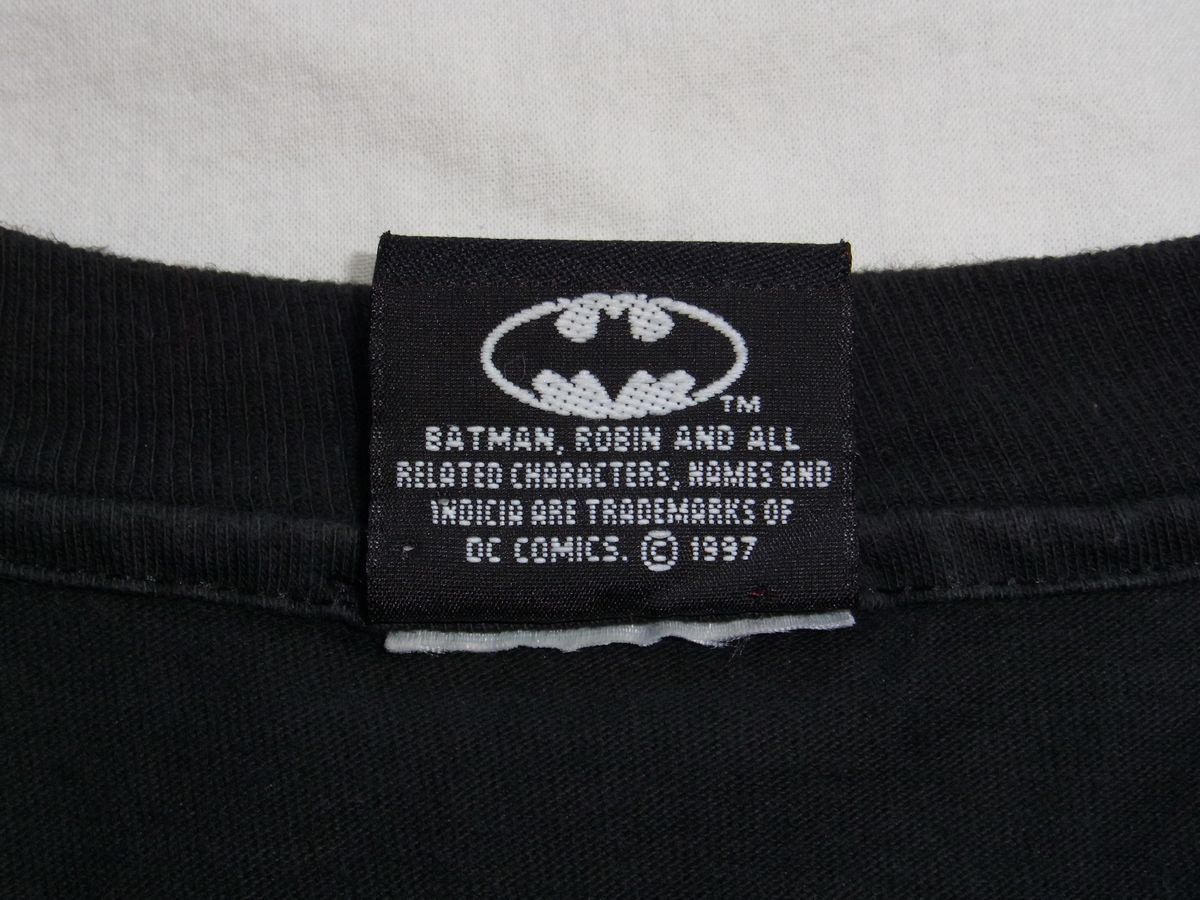 TM
BATMAN, ROBIN AND ALL
RELATED CHARACTERS, NAMES AND
INDICIA ARE TRADEMARKS OF
DC COMICS. © 1997